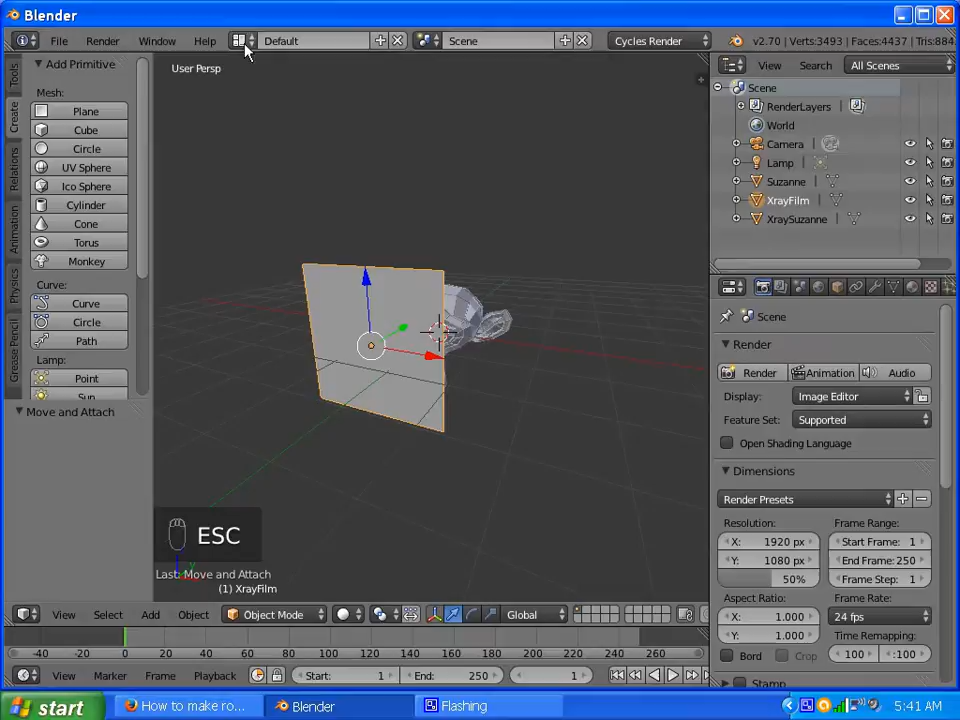 Blender
File Render Window Help Default Scene Cycles Render v2.70 | Verts:3493 | Faces:4437 | Tris:884
Add Primitive
Mesh:
Plane
Cube
Circle
UV Sphere
Ico Sphere
Cylinder
Cone
Torus
Monkey
Curve:
Curve
Circle
Path
Lamp:
Point
Sun
Move and Attach
Tools
Create
Relations
Animation
Physics
Grease Pencil
User Persp
ESC
Last: Move and Attach
(1) XrayFilm
View Select Add Object Object Mode Global
-40 -20 0 20 40 60 80 100 120 140 160 180 200 220 240 260
View Marker Frame Playback Start: 1 End: 250 1
View Search All Scenes
Scene
RenderLayers
World
Camera
Lamp
Suzanne
XrayFilm
XraySuzanne
Scene
Render
Render Animation Audio
Display: Image Editor
Feature Set: Supported
Open Shading Language
Dimensions
Render Presets
Resolution: Frame Range:
X: 1920 px Start Frame: 1
Y: 1080 px End Frame: 250
50% Frame Step: 1
Aspect Ratio: Frame Rate:
X: 1.000 24 fps
Y: 1.000 Time Remapping:
Bord Crop 100 :100
Stamp
start How to make ro... Blender Flashing 5:41 AM